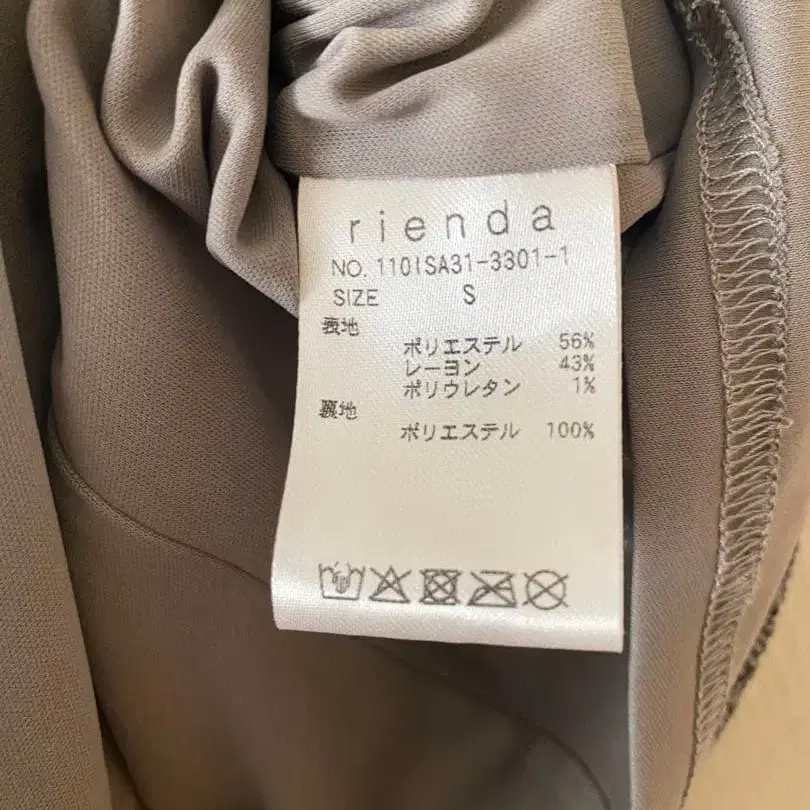 rienda
NO. 110ISA31-3301-1
SIZE S
表地
ポリエステル 56%
レーヨン 43%
ポリウレタン 1%
裏地
ポリエステル 100%